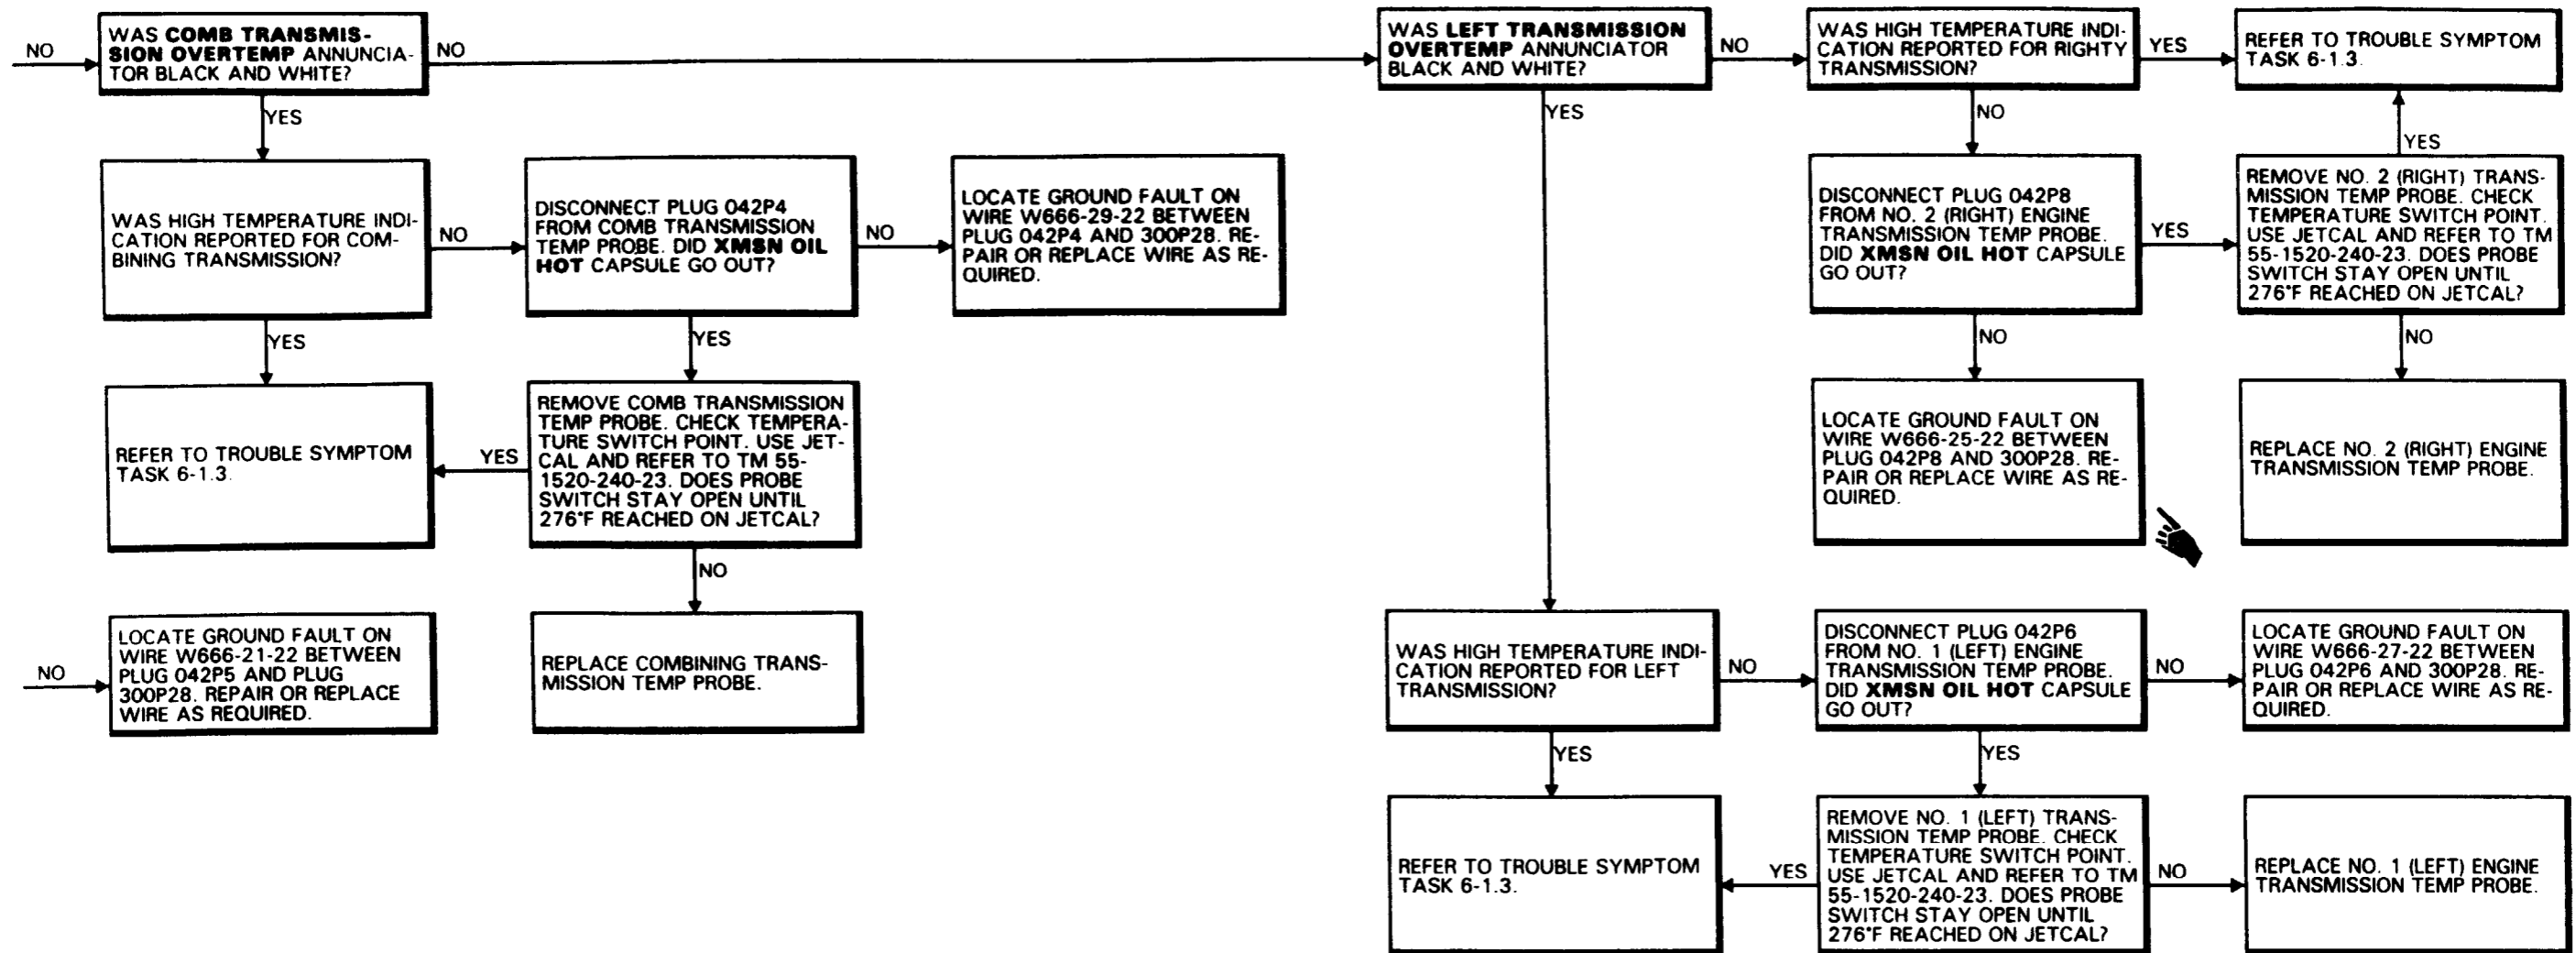 NO
WAS COMB TRANSMIS-
SION OVERTEMP ANNUNCIA-
TOR BLACK AND WHITE?
NO
YES
WAS LEFT TRANSMISSION
OVERTEMP ANNUNCIATOR
BLACK AND WHITE?
NO
YES
WAS HIGH TEMPERATURE INDI-
CATION REPORTED FOR RIGHTY
TRANSMISSION?
YES
NO
REFER TO TROUBLE SYMPTOM
TASK 6-1.3.
YES
WAS HIGH TEMPERATURE INDI-
CATION REPORTED FOR COM-
BINING TRANSMISSION?
NO
YES
DISCONNECT PLUG 042P4
FROM COMB TRANSMISSION
TEMP PROBE. DID XMSN OIL
HOT CAPSULE GO OUT?
NO
YES
LOCATE GROUND FAULT ON
WIRE W666-29-22 BETWEEN
PLUG 042P4 AND 300P28. RE-
PAIR OR REPLACE WIRE AS RE-
QUIRED.
DISCONNECT PLUG 042P8
FROM NO. 2 (RIGHT) ENGINE
TRANSMISSION TEMP PROBE.
DID XMSN OIL HOT CAPSULE
GO OUT?
YES
NO
REMOVE NO. 2 (RIGHT) TRANS-
MISSION TEMP PROBE. CHECK
TEMPERATURE SWITCH POINT.
USE JETCAL AND REFER TO TM
55-1520-240-23. DOES PROBE
SWITCH STAY OPEN UNTIL
276°F REACHED ON JETCAL?
NO
REFER TO TROUBLE SYMPTOM
TASK 6-1.3.
YES
REMOVE COMB TRANSMISSION
TEMP PROBE. CHECK TEMPERA-
TURE SWITCH POINT. USE JET-
CAL AND REFER TO TM 55-
1520-240-23. DOES PROBE
SWITCH STAY OPEN UNTIL
276°F REACHED ON JETCAL?
NO
LOCATE GROUND FAULT ON
WIRE W666-25-22 BETWEEN
PLUG 042P8 AND 300P28. RE-
PAIR OR REPLACE WIRE AS RE-
QUIRED.
REPLACE NO. 2 (RIGHT) ENGINE
TRANSMISSION TEMP PROBE.
NO
LOCATE GROUND FAULT ON
WIRE W666-21-22 BETWEEN
PLUG 042P5 AND PLUG
300P28. REPAIR OR REPLACE
WIRE AS REQUIRED.
REPLACE COMBINING TRANS-
MISSION TEMP PROBE.
WAS HIGH TEMPERATURE INDI-
CATION REPORTED FOR LEFT
TRANSMISSION?
NO
YES
DISCONNECT PLUG 042P6
FROM NO. 1 (LEFT) ENGINE
TRANSMISSION TEMP PROBE.
DID XMSN OIL HOT CAPSULE
GO OUT?
NO
YES
LOCATE GROUND FAULT ON
WIRE W666-27-22 BETWEEN
PLUG 042P6 AND 300P28. RE-
PAIR OR REPLACE WIRE AS RE-
QUIRED.
REFER TO TROUBLE SYMPTOM
TASK 6-1.3.
YES
REMOVE NO. 1 (LEFT) TRANS-
MISSION TEMP PROBE. CHECK
TEMPERATURE SWITCH POINT.
USE JETCAL AND REFER TO TM
55-1520-240-23. DOES PROBE
SWITCH STAY OPEN UNTIL
276°F REACHED ON JETCAL?
NO
REPLACE NO. 1 (LEFT) ENGINE
TRANSMISSION TEMP PROBE.